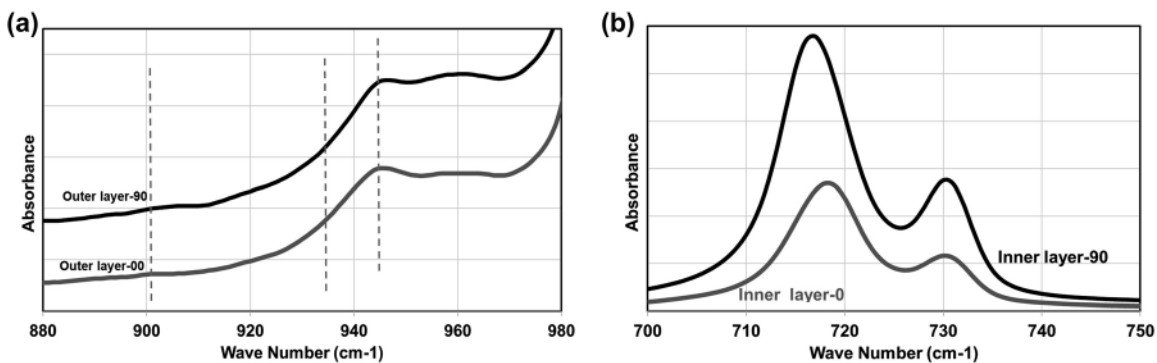 (a)
Absorbance
Outer layer-90
Outer layer-00
880 900 920 940 960 980
Wave Number (cm-1)
(b)
Absorbance
Inner layer-90
Inner layer-0
700 710 720 730 740 750
Wave Number (cm-1)